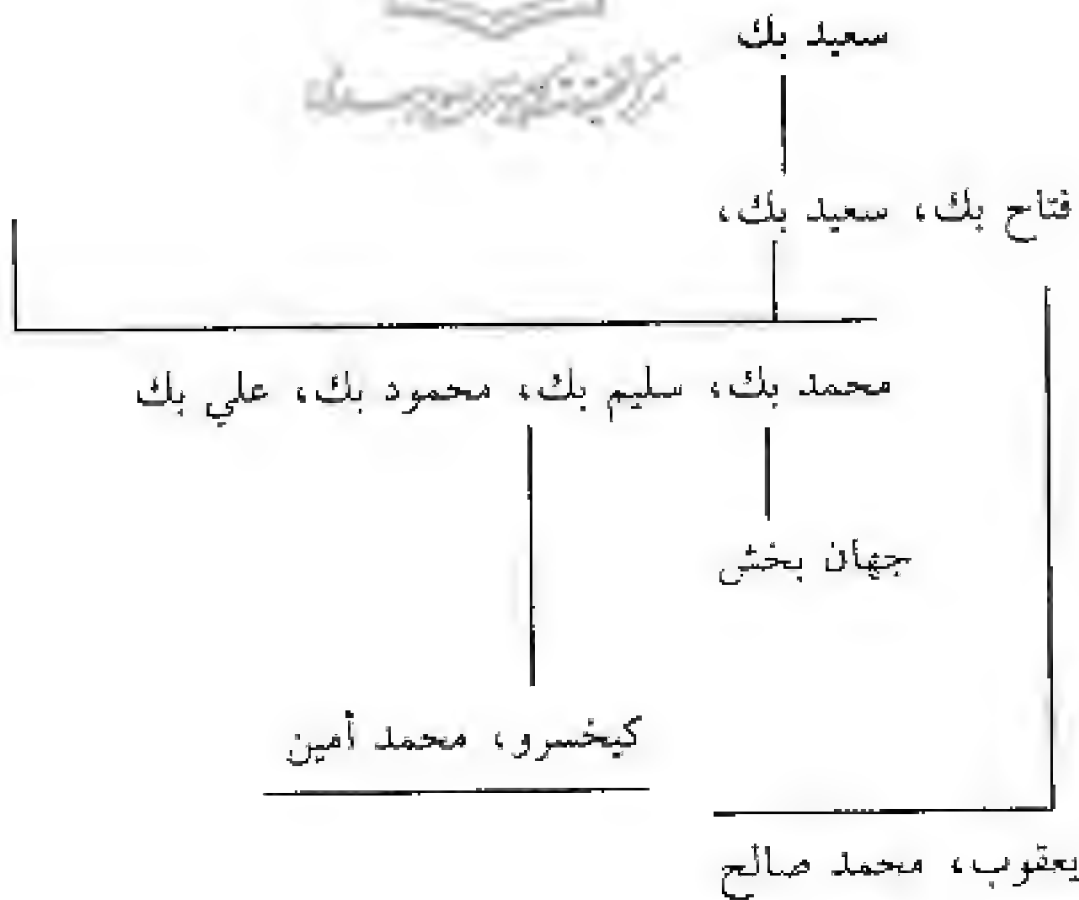 سعيد بك
فتاح بك، سعيد بك،
محمد بك، سليم بك، محمود بك، علي بك
جهان بخش
كيخسرو، محمد أمين
يعقوب، محمد صالح